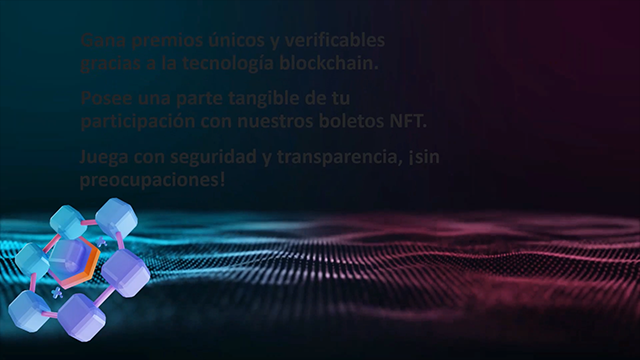 Gana premios únicos y verificables
gracias a la tecnología blockchain.
Posee una parte tangible de tu
participación con nuestros boletos NFT.
Juega con seguridad y transparencia, ¡sin
preocupaciones!